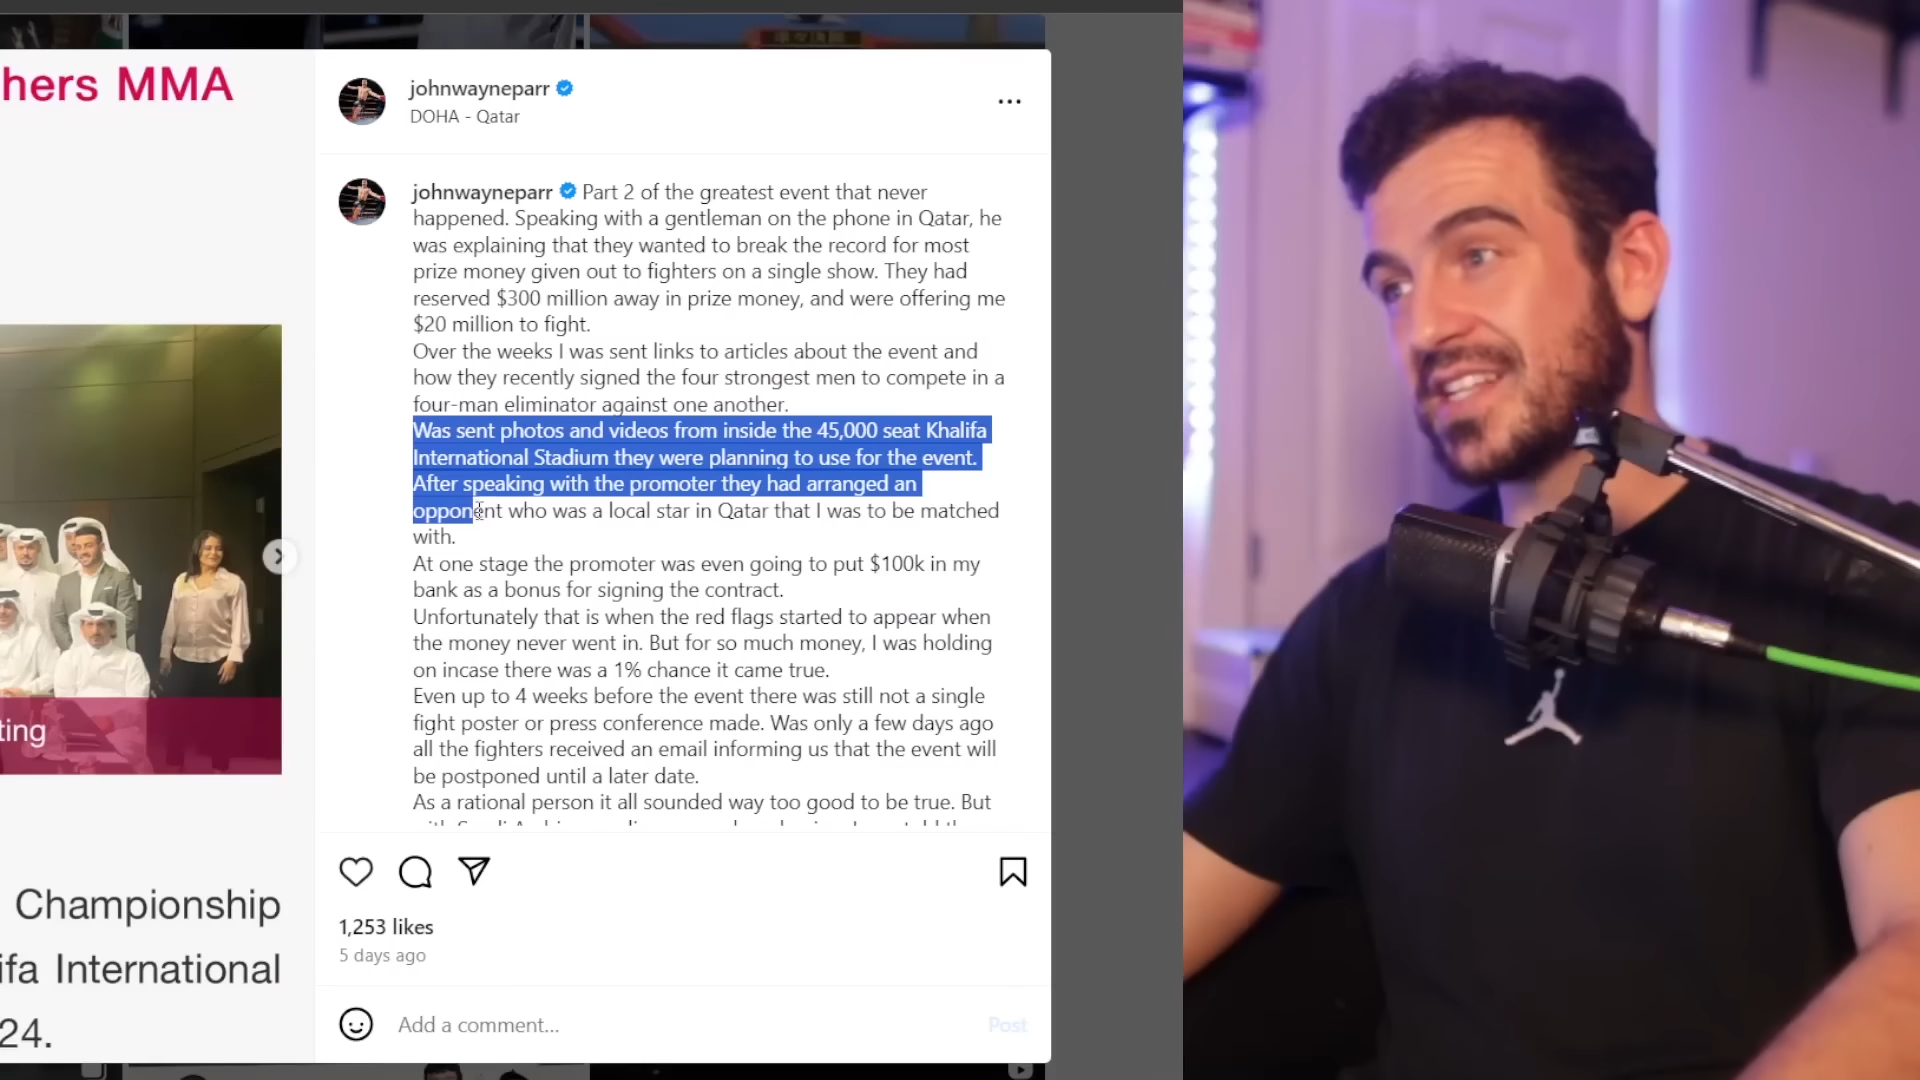 hers MMA
ting
Championship
ifa International
24.
johnwayneparr
DOHA - Qatar
johnwayneparr Part 2 of the greatest event that never
happened. Speaking with a gentleman on the phone in Qatar, he
was explaining that they wanted to break the record for most
prize money given out to fighters on a single show. They had
reserved $300 million away in prize money, and were offering me
$20 million to fight.
Over the weeks I was sent links to articles about the event and
how they recently signed the four strongest men to compete in a
four-man eliminator against one another.
Was sent photos and videos from inside the 45,000 seat Khalifa
International Stadium they were planning to use for the event.
After speaking with the promoter they had arranged an
opponent who was a local star in Qatar that I was to be matched
with.
At one stage the promoter was even going to put $100k in my
bank as a bonus for signing the contract.
Unfortunately that is when the red flags started to appear when
the money never went in. But for so much money, I was holding
on incase there was a 1% chance it came true.
Even up to 4 weeks before the event there was still not a single
fight poster or press conference made. Was only a few days ago
all the fighters received an email informing us that the event will
be postponed until a later date.
As a rational person it all sounded way too good to be true. But
1,253 likes
5 days ago
Add a comment...
Post